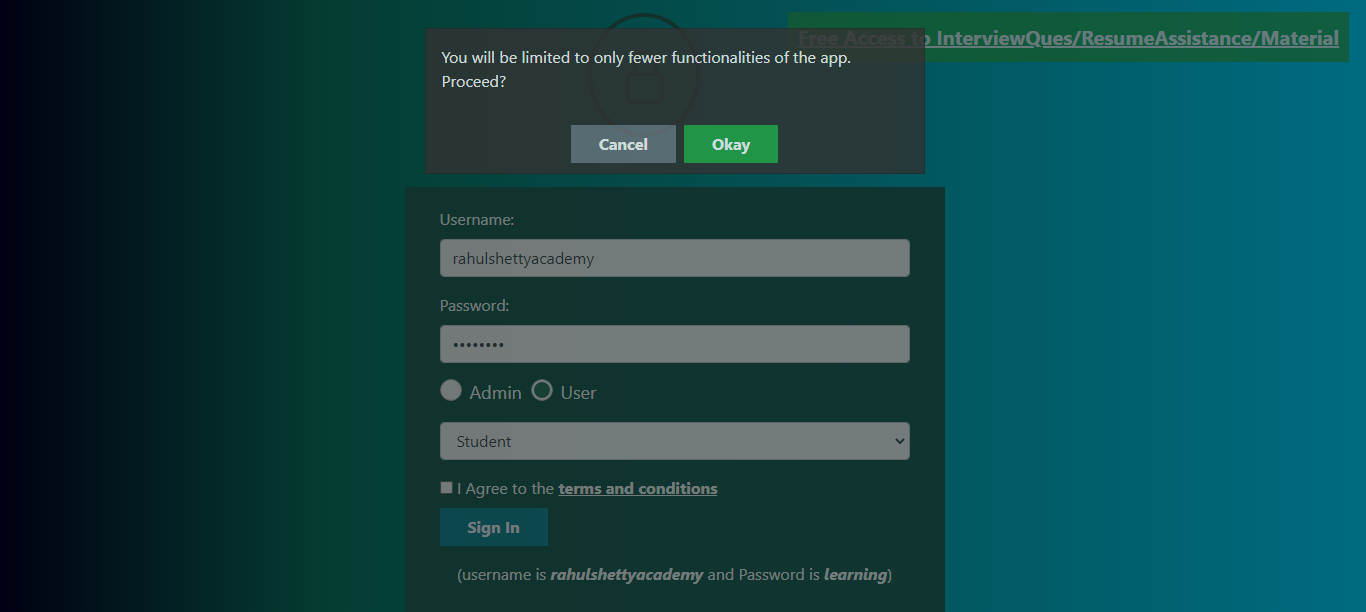 Free Access to InterviewQues/ResumeAssistance/Material
You will be limited to only fewer functionalities of the app.
Proceed?
Cancel Okay
Username:
rahulshettyacademy
Password:
••••••••
Admin User
Student
I Agree to the terms and conditions
Sign In
(username is rahulshettyacademy and Password is learning)